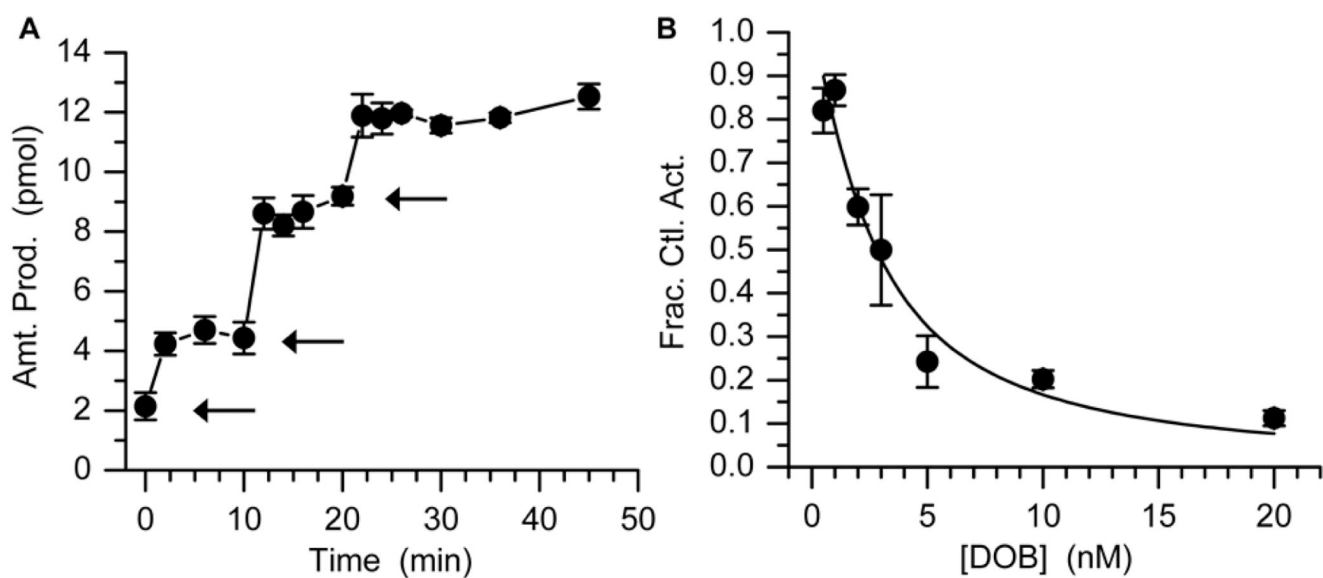 A
Amt. Prod. (pmol)
14
12
10
8
6
4
2
0
0 10 20 30 40 50
Time (min)
B
Frac. Ctl. Act.
1.0
0.9
0.8
0.7
0.6
0.5
0.4
0.3
0.2
0.1
0.0
0 5 10 15 20
[DOB] (nM)